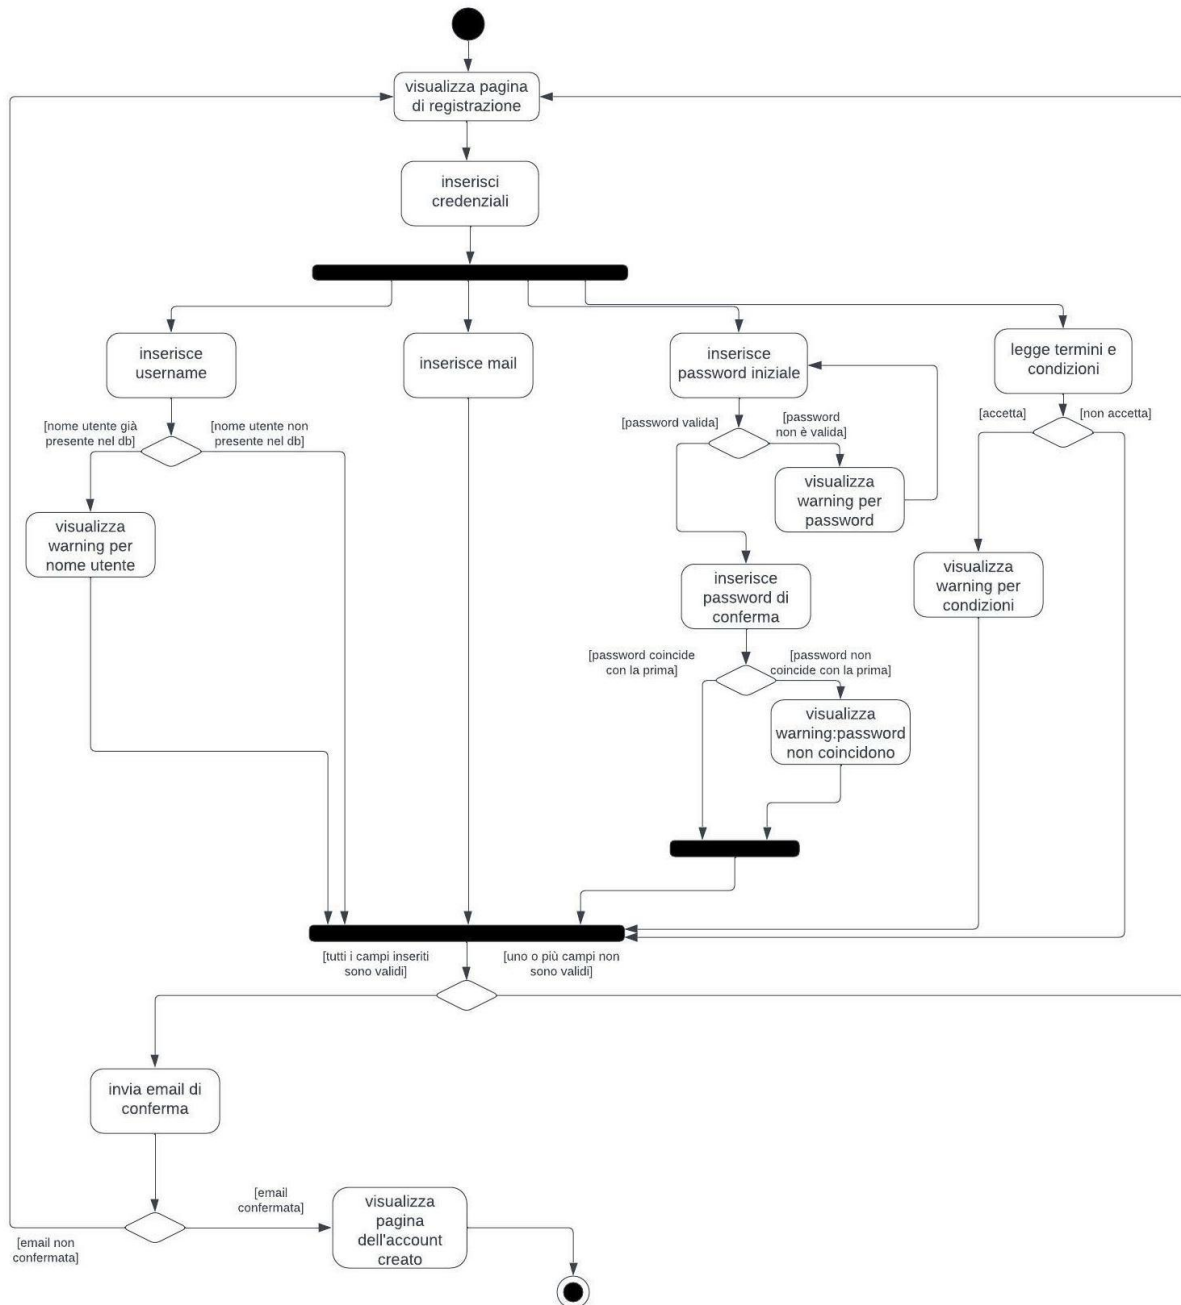 visualizza pagina
di registrazione
inserisci
credenziali
inserisce
username
inserisce mail
inserisce
password iniziale
legge termini e
condizioni
[nome utente già
presente nel db]
[nome utente non
presente nel db]
[password valida]
[password
non è valida]
[accetta]
[non accetta]
visualizza
warning per
password
visualizza
warning per
nome utente
visualizza
warning per
condizioni
inserisce
password di
conferma
[password coincide
con la prima]
[password non
coincide con la prima]
visualizza
warning:password
non coincidono
[tutti i campi inseriti
sono validi]
[uno o più campi non
sono validi]
invia email di
conferma
[email
confermata]
visualizza
pagina
dell'account
creato
[email non
confermata]